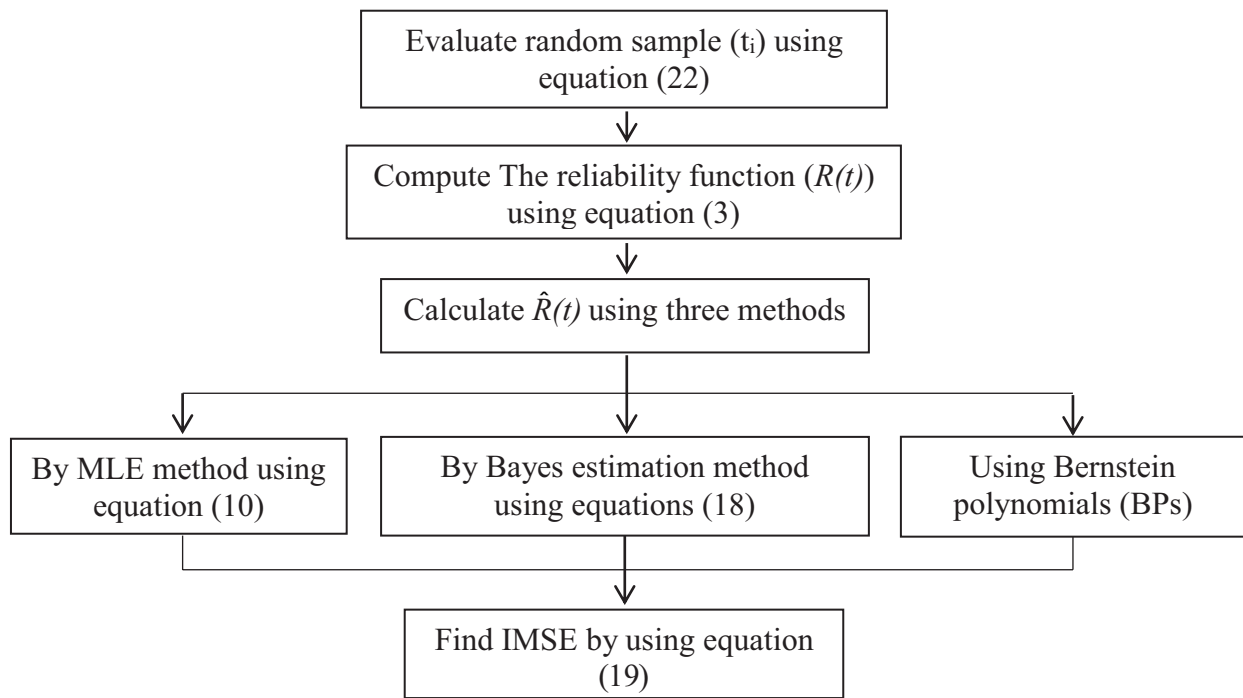 Evaluate random sample (tᵢ) using
equation (22)
Compute The reliability function (R(t))
using equation (3)
Calculate R̂(t) using three methods
By MLE method using
equation (10)
By Bayes estimation method
using equations (18)
Using Bernstein
polynomials (BPs)
Find IMSE by using equation
(19)